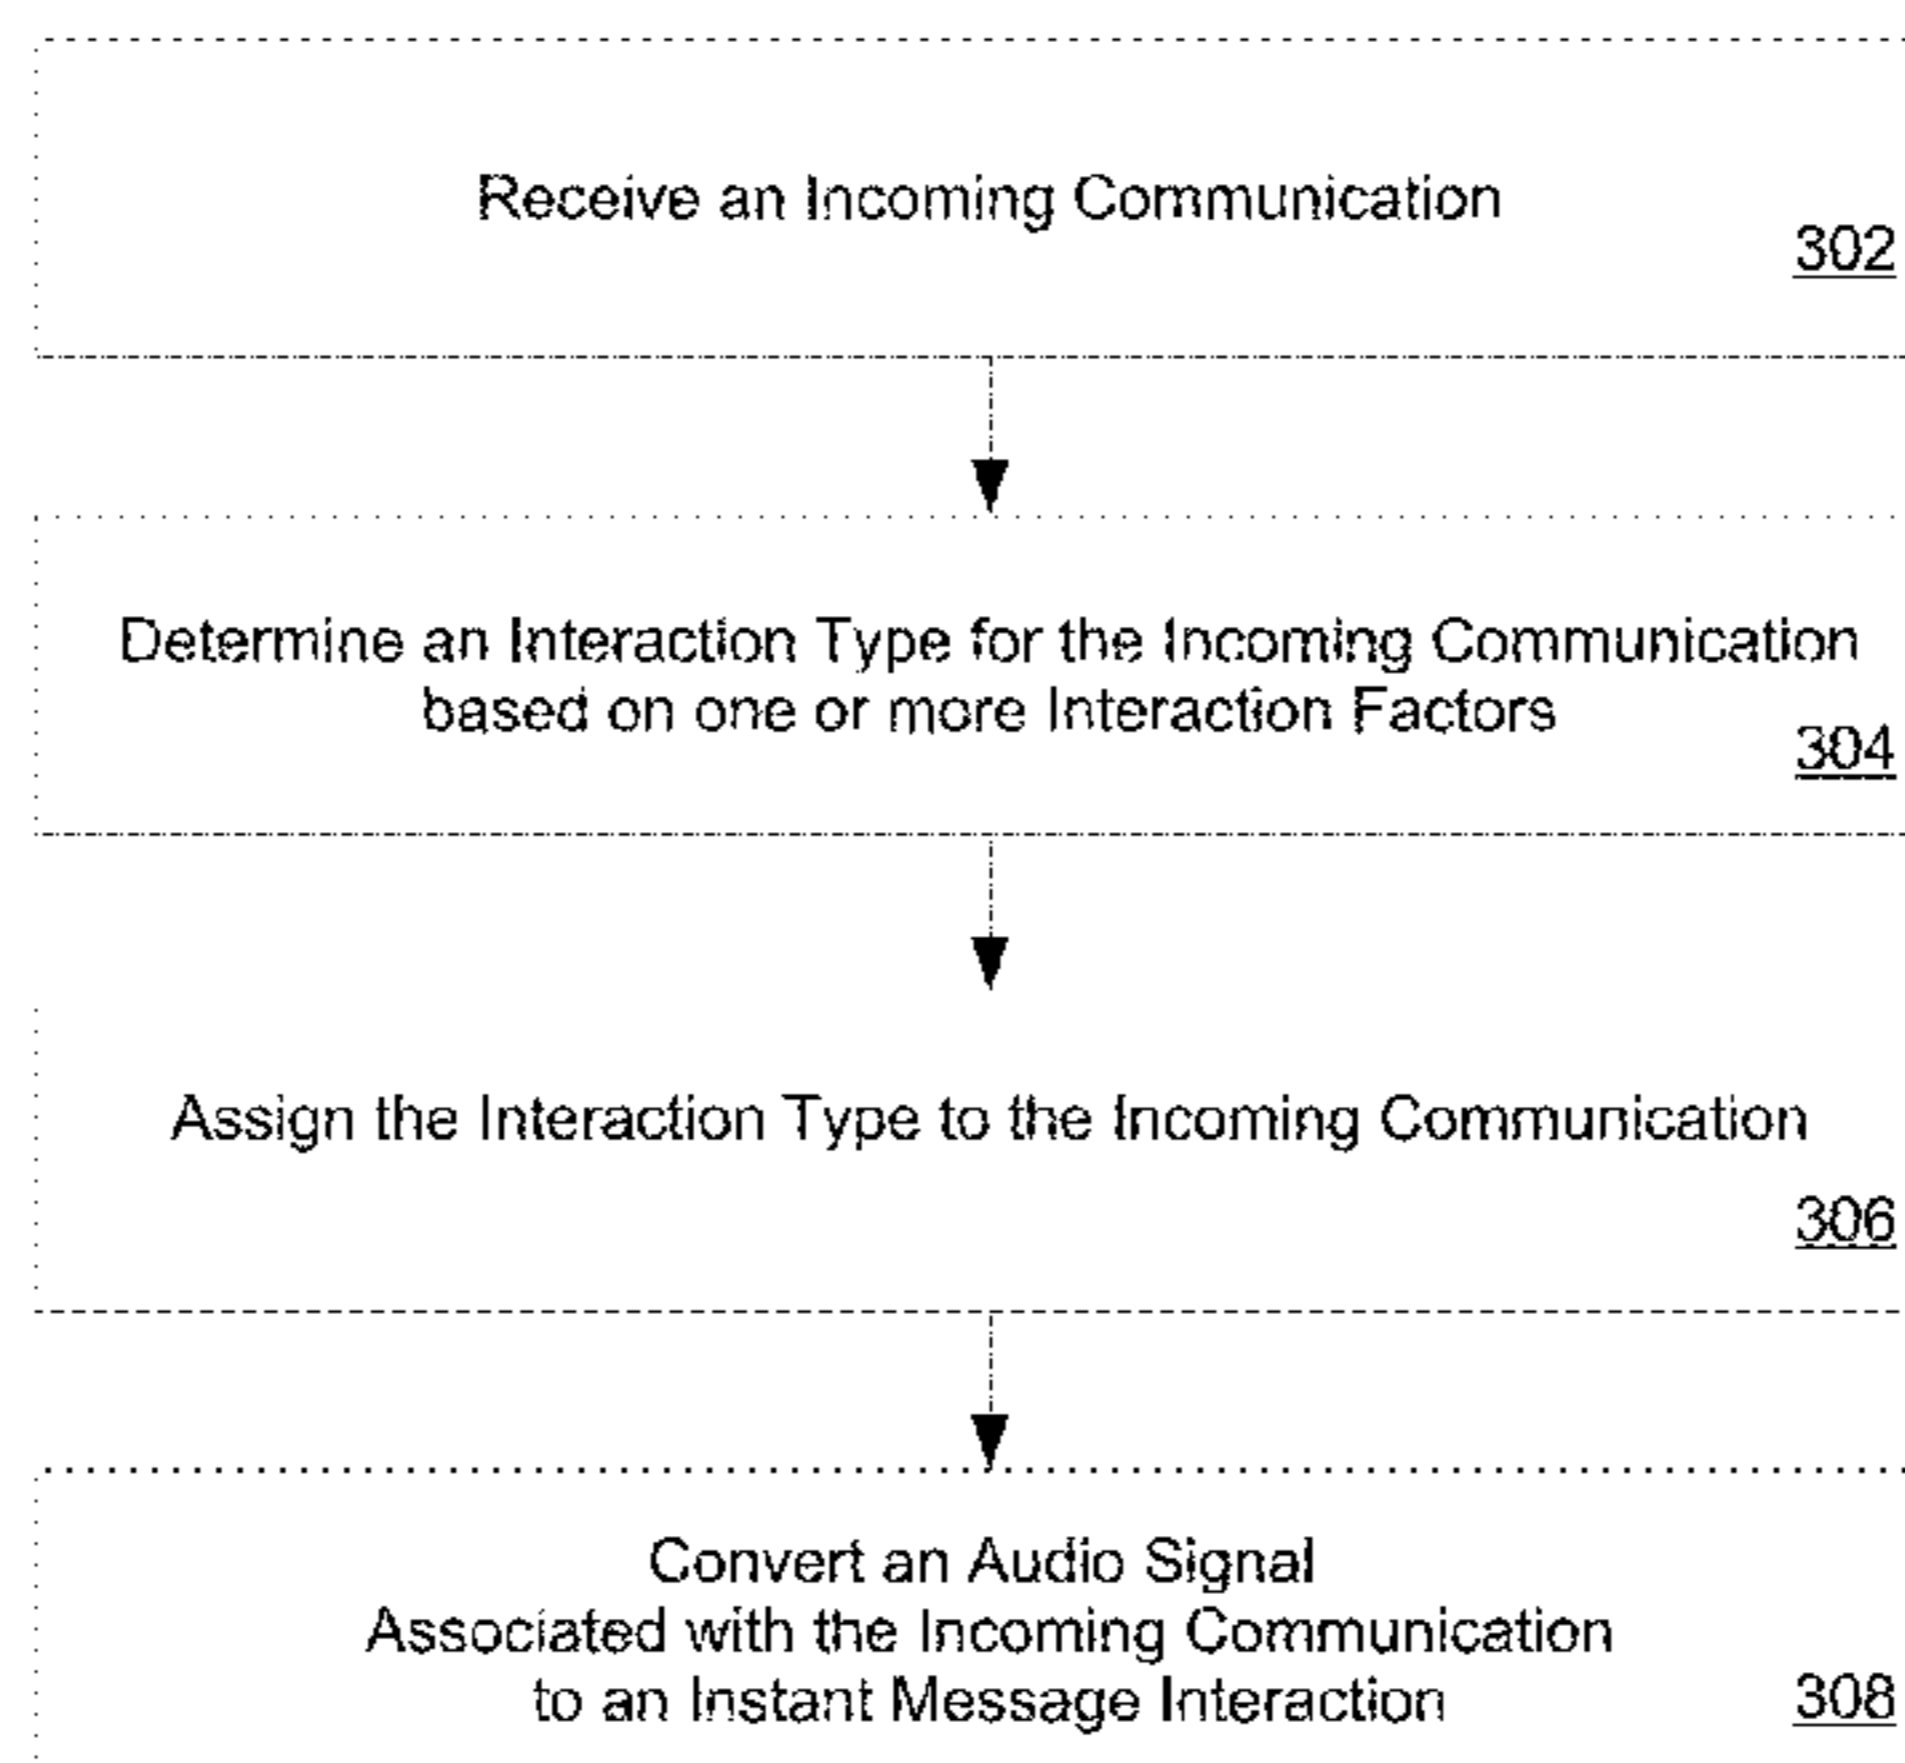 Receive an Incoming Communication
302
Determine an Interaction Type for the Incoming Communication
based on one or more Interaction Factors
304
Assign the Interaction Type to the Incoming Communication
306
Convert an Audio Signal
Associated with the Incoming Communication
to an Instant Message Interaction
308